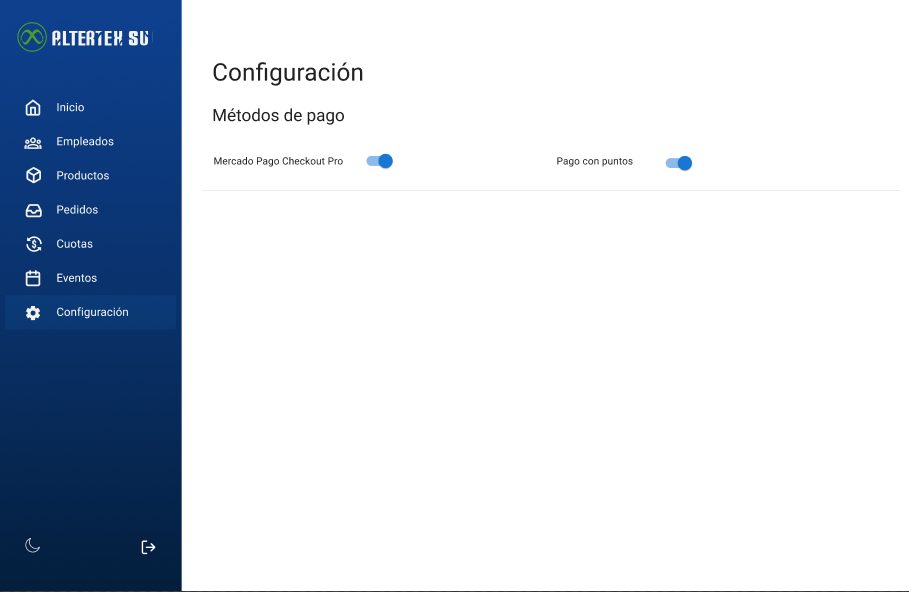 ALTERTEX SU
Configuración
Métodos de pago
Mercado Pago Checkout Pro
Pago con puntos
Inicio
Empleados
Productos
Pedidos
Cuotas
Eventos
Configuración